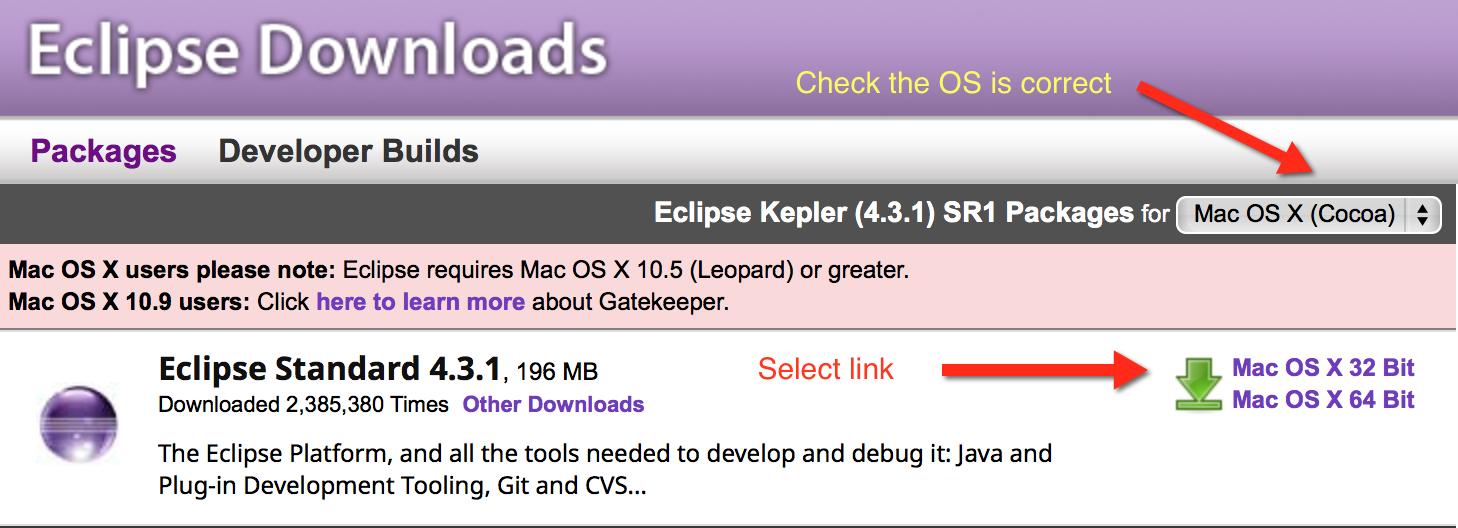 Eclipse Downloads
Check the OS is correct
Packages Developer Builds
Eclipse Kepler (4.3.1) SR1 Packages for Mac OS X (Cocoa)
Mac OS X users please note: Eclipse requires Mac OS X 10.5 (Leopard) or greater.
Mac OS X 10.9 users: Click here to learn more about Gatekeeper.
Eclipse Standard 4.3.1, 196 MB
Downloaded 2,385,380 Times Other Downloads
The Eclipse Platform, and all the tools needed to develop and debug it: Java and
Plug-in Development Tooling, Git and CVS...
Select link
Mac OS X 32 Bit
Mac OS X 64 Bit